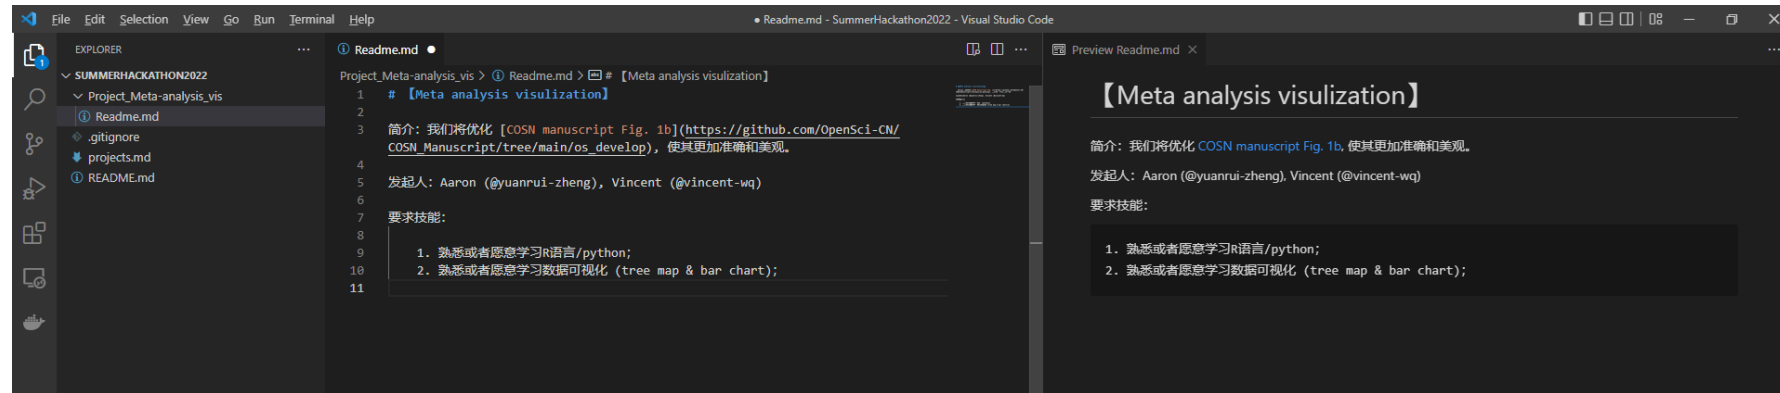 File Edit Selection View Go Run Terminal Help
● Readme.md - SummerHackathon2022 - Visual Studio Code
EXPLORER
SUMMERHACKATHON2022
Project_Meta-analysis_vis
Readme.md
.gitignore
projects.md
README.md
1
Readme.md
Project_Meta-analysis_vis > Readme.md > # 【Meta analysis visulization】
1 # 【Meta analysis visulization】
2
3 简介：我们将优化 [COSN manuscript Fig. 1b](https://github.com/OpenSci-CN/
COSN_Manuscript/tree/main/os_develop), 使其更加准确和美观。
4
5 发起人：Aaron (@yuanrui-zheng), Vincent (@vincent-wq)
6
7 要求技能：
8
9 1. 熟悉或者愿意学习R语言/python;
10 2. 熟悉或者愿意学习数据可视化 (tree map & bar chart);
11
Preview Readme.md
【Meta analysis visulization】
简介：我们将优化 COSN manuscript Fig. 1b, 使其更加准确和美观。
发起人：Aaron (@yuanrui-zheng), Vincent (@vincent-wq)
要求技能：
1. 熟悉或者愿意学习R语言/python;
2. 熟悉或者愿意学习数据可视化 (tree map & bar chart);